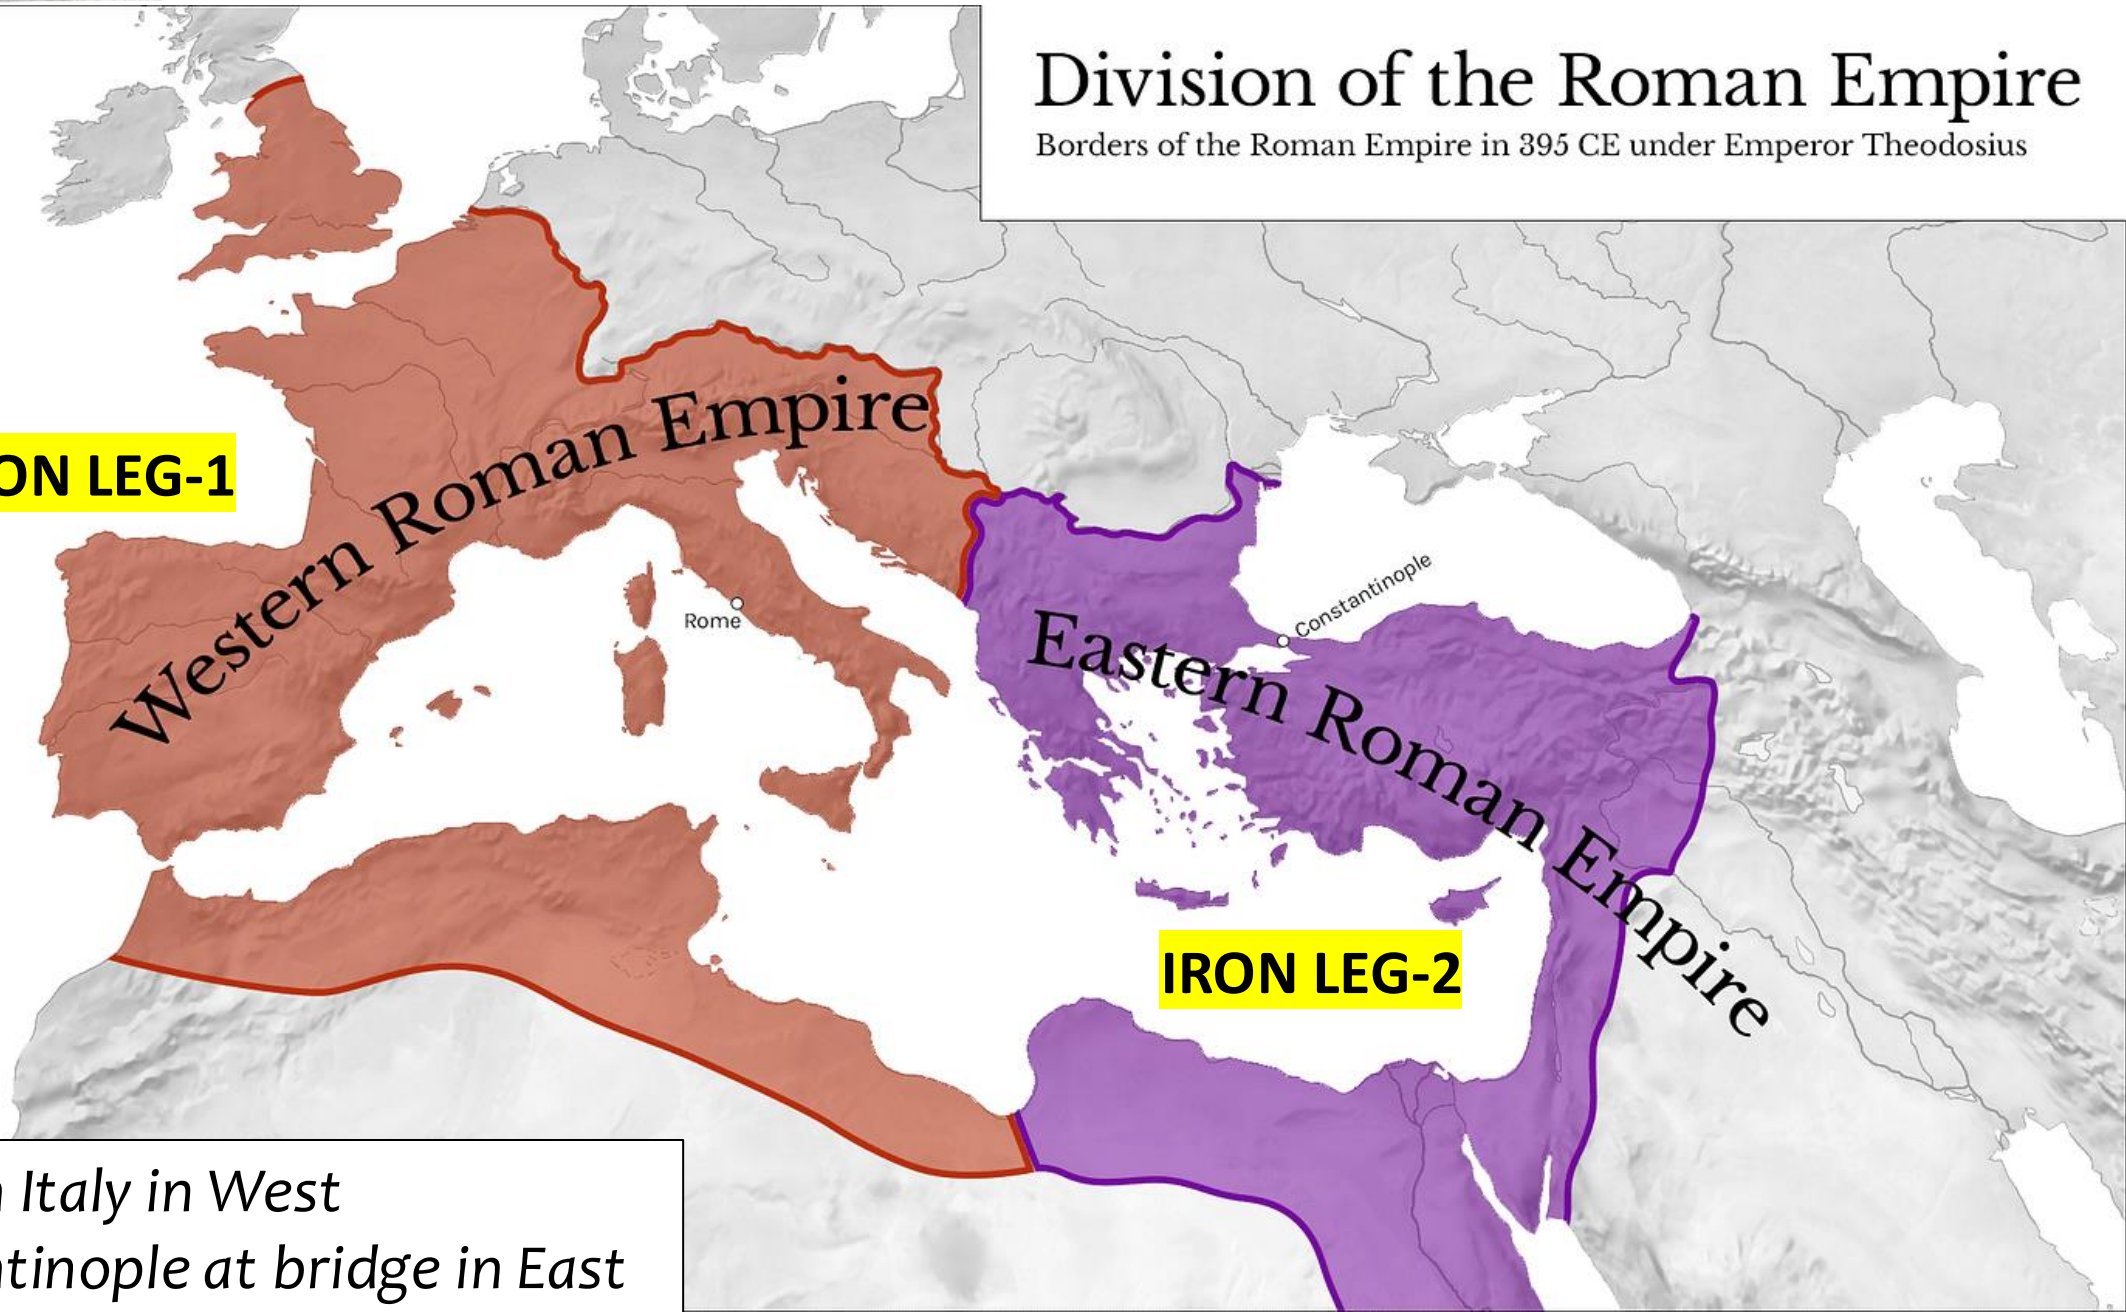 Division of the Roman Empire
Borders of the Roman Empire in 395 CE under Emperor Theodosius
Western Roman Empire
ON LEG-1
Rome
Constantinople
Eastern Roman Empire
IRON LEG-2
Italy in West
ntinople at bridge in East